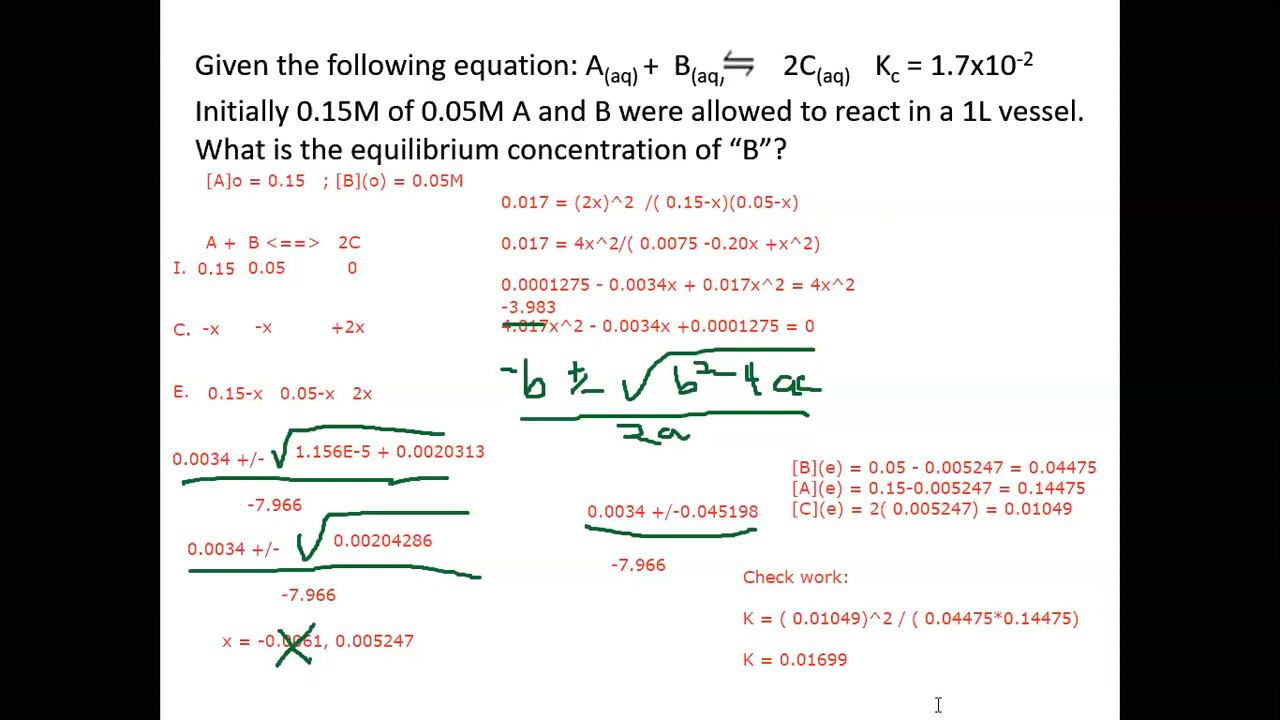 Given the following equation: A(aq) + B(aq, ⇋ 2C(aq) Kc = 1.7x10-2
Initially 0.15M of 0.05M A and B were allowed to react in a 1L vessel.
What is the equilibrium concentration of “B”?
[A]o = 0.15 ; [B](o) = 0.05M
A + B <==> 2C
I. 0.15 0.05 0
C. -x -x +2x
E. 0.15-x 0.05-x 2x
0.017 = (2x)^2 /( 0.15-x)(0.05-x)
0.017 = 4x^2/( 0.0075 -0.20x +x^2)
0.0001275 - 0.0034x + 0.017x^2 = 4x^2
-3.983
4.017x^2 - 0.0034x +0.0001275 = 0
-b ± √ b2 - 4 ac
2a
0.0034 +/- √ 1.156E-5 + 0.0020313
-7.966
0.0034 +/- √ 0.00204286
-7.966
x = -0.0061, 0.005247
0.0034 +/-0.045198
-7.966
[B](e) = 0.05 - 0.005247 = 0.04475
[A](e) = 0.15-0.005247 = 0.14475
[C](e) = 2( 0.005247) = 0.01049
Check work:
K = ( 0.01049)^2 / ( 0.04475*0.14475)
K = 0.01699